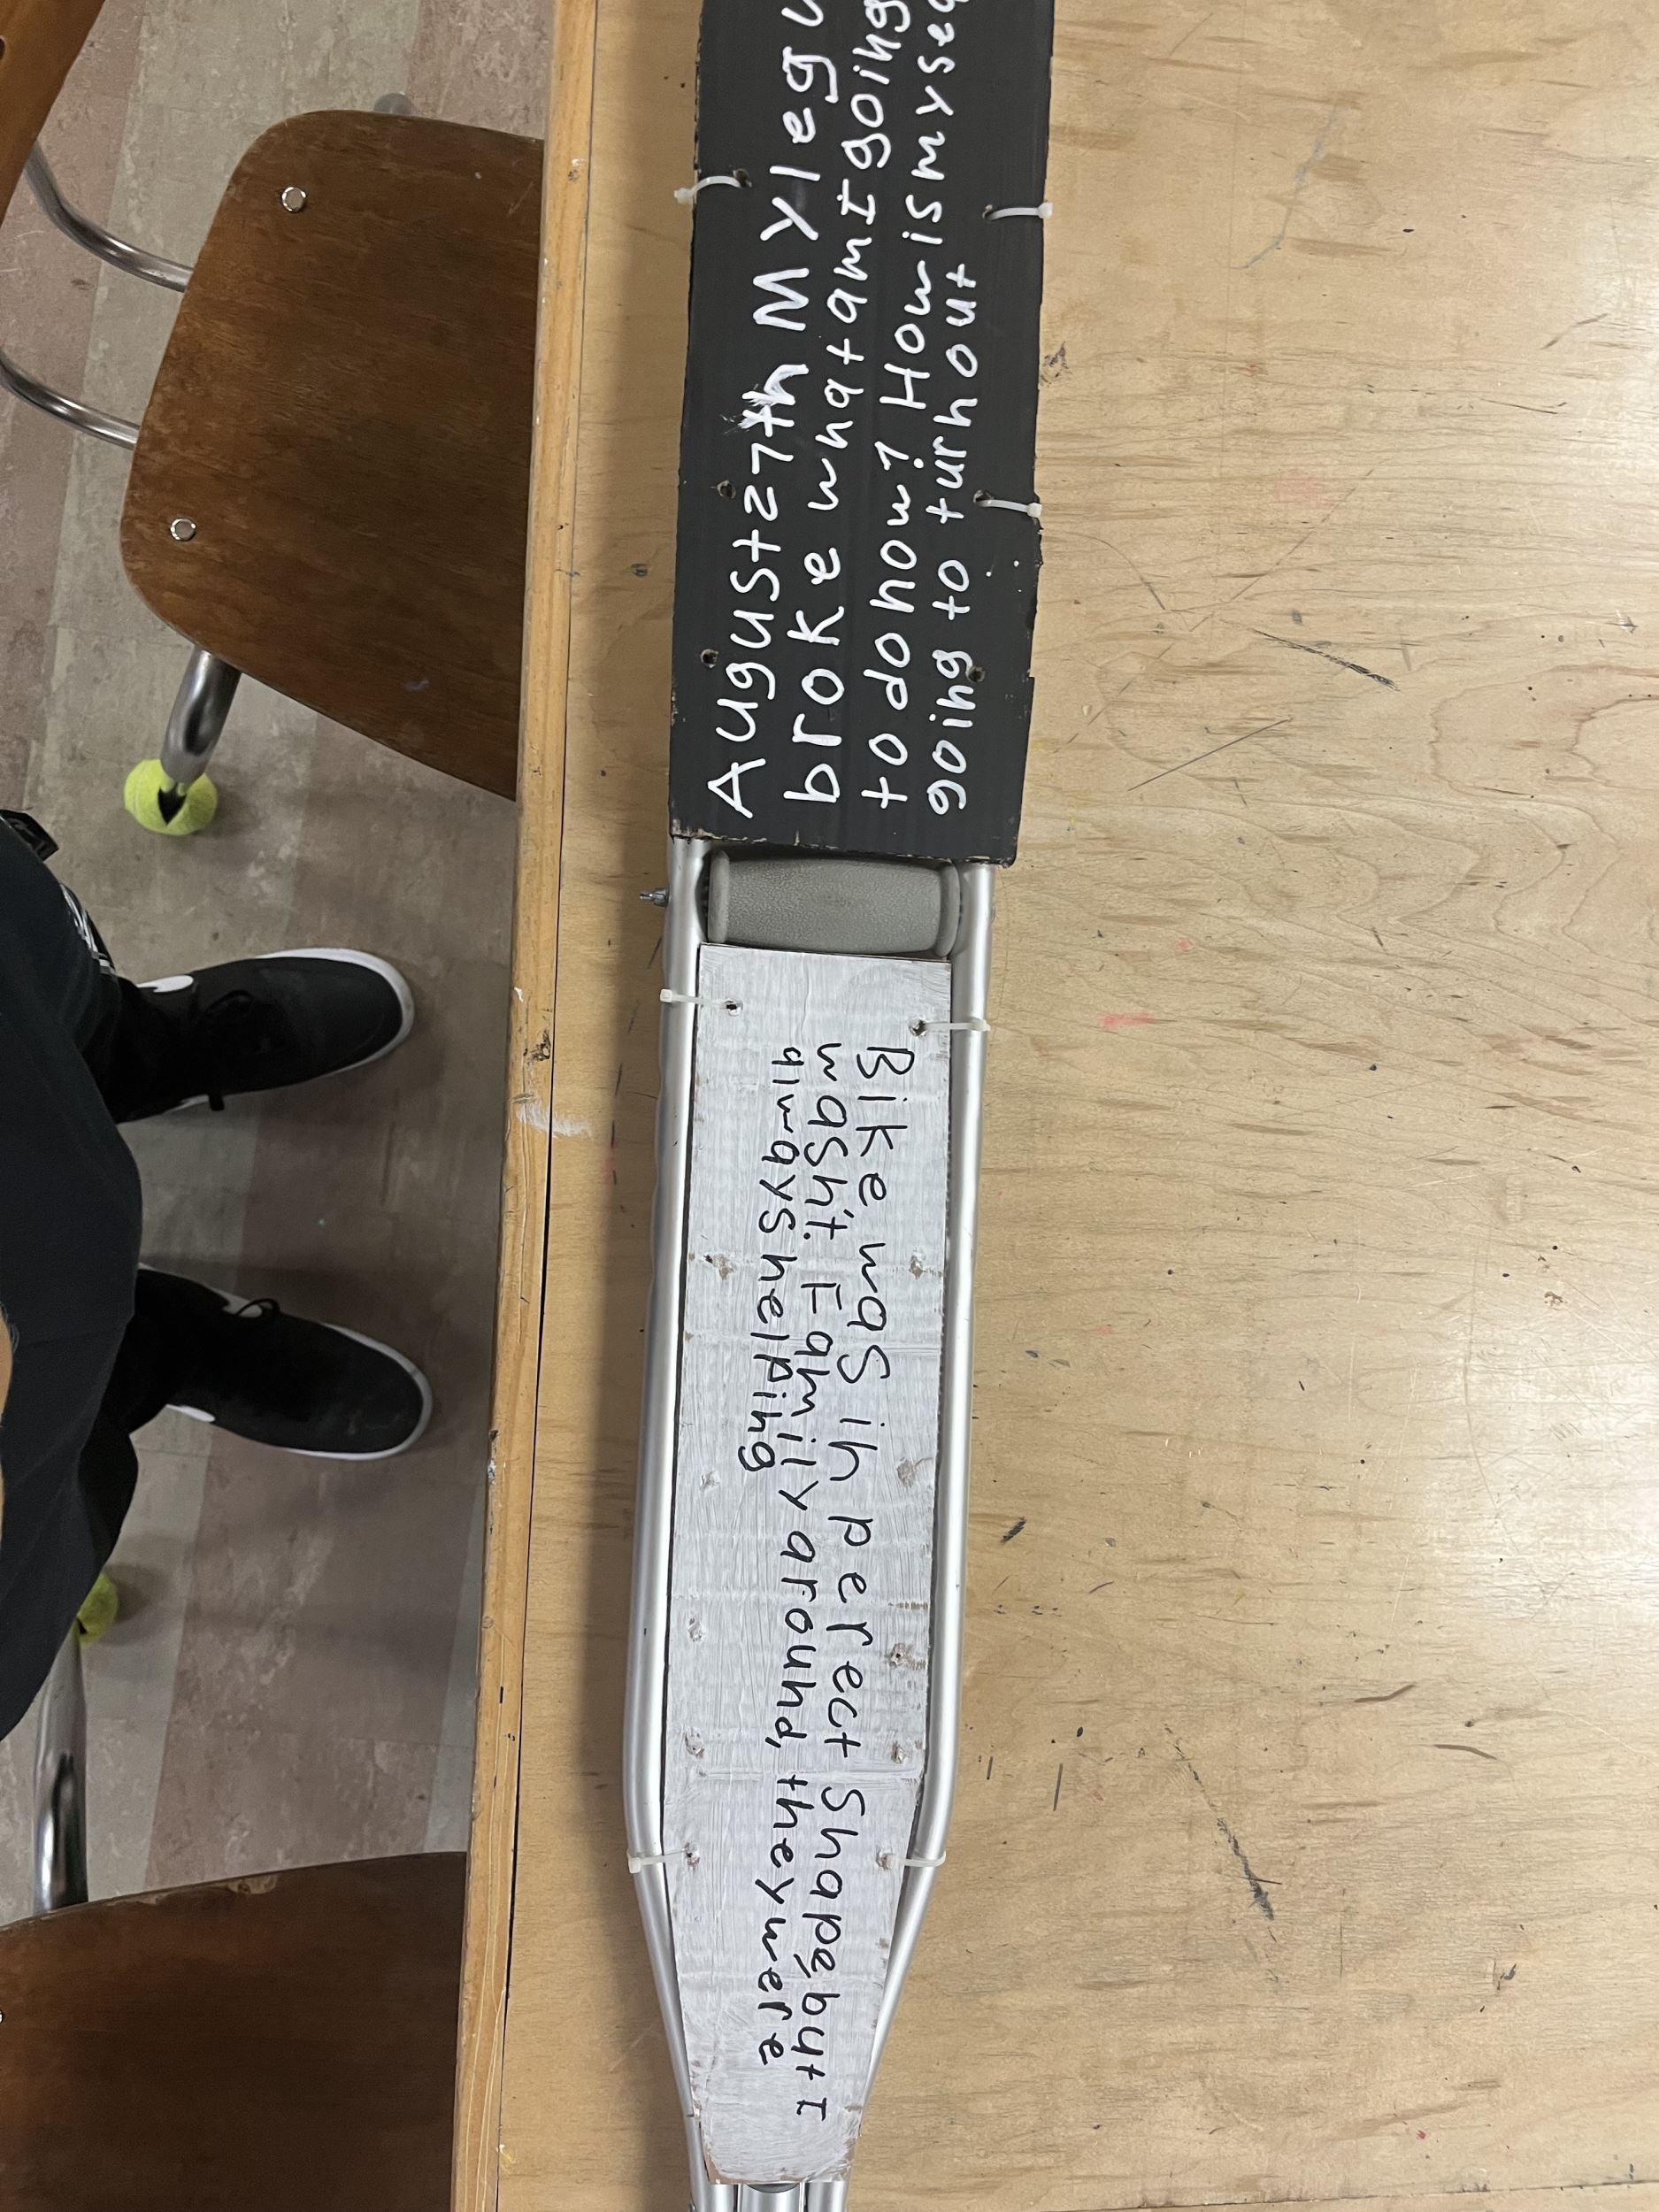 August 27th My leg
broke what am I going
to do now? How is my
going to turn out
Bike was in perfect shape, but I
wasn't. Family around, they were
always helping